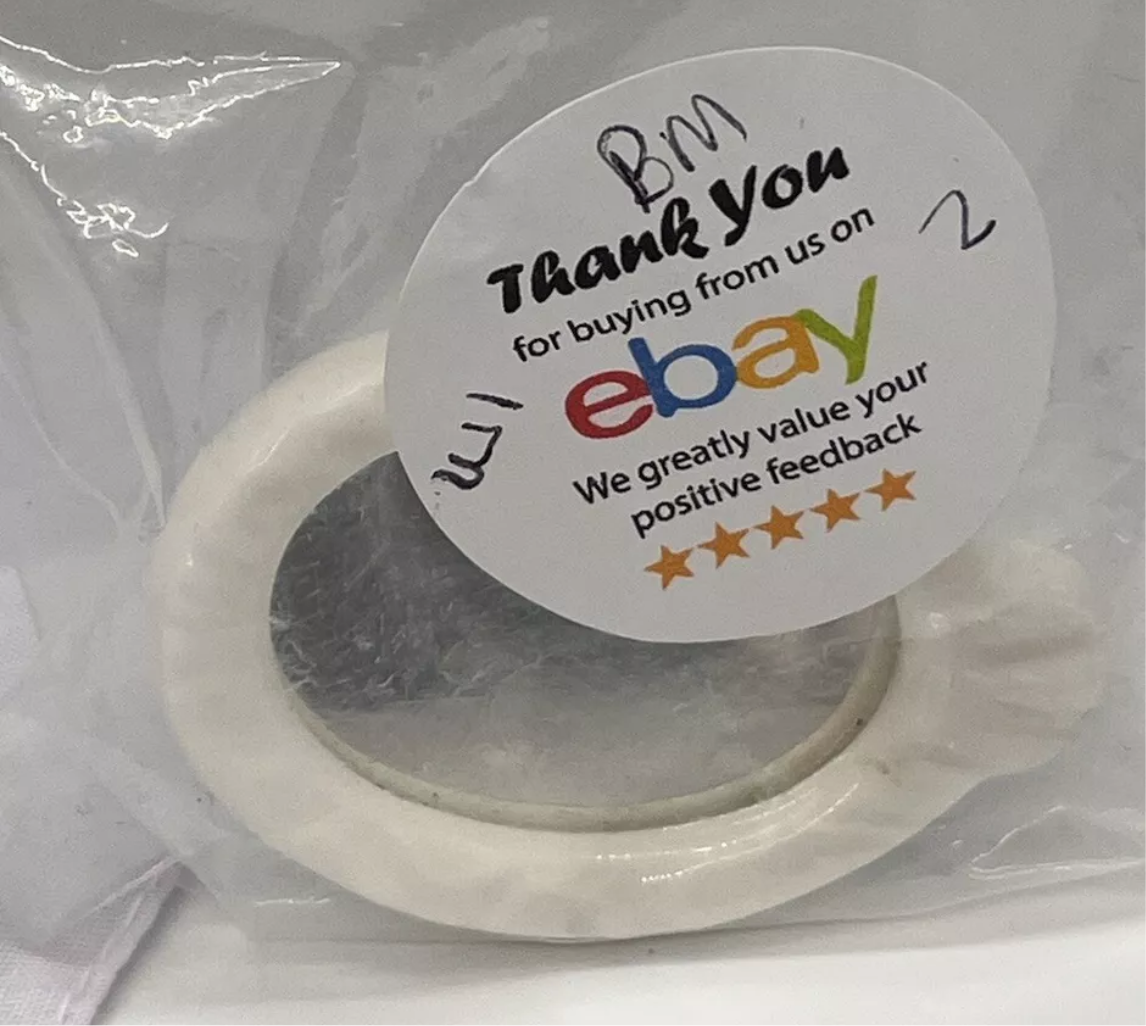 BM
Thank You
for buying from us on
2
ebay
We greatly value your
positive feedback